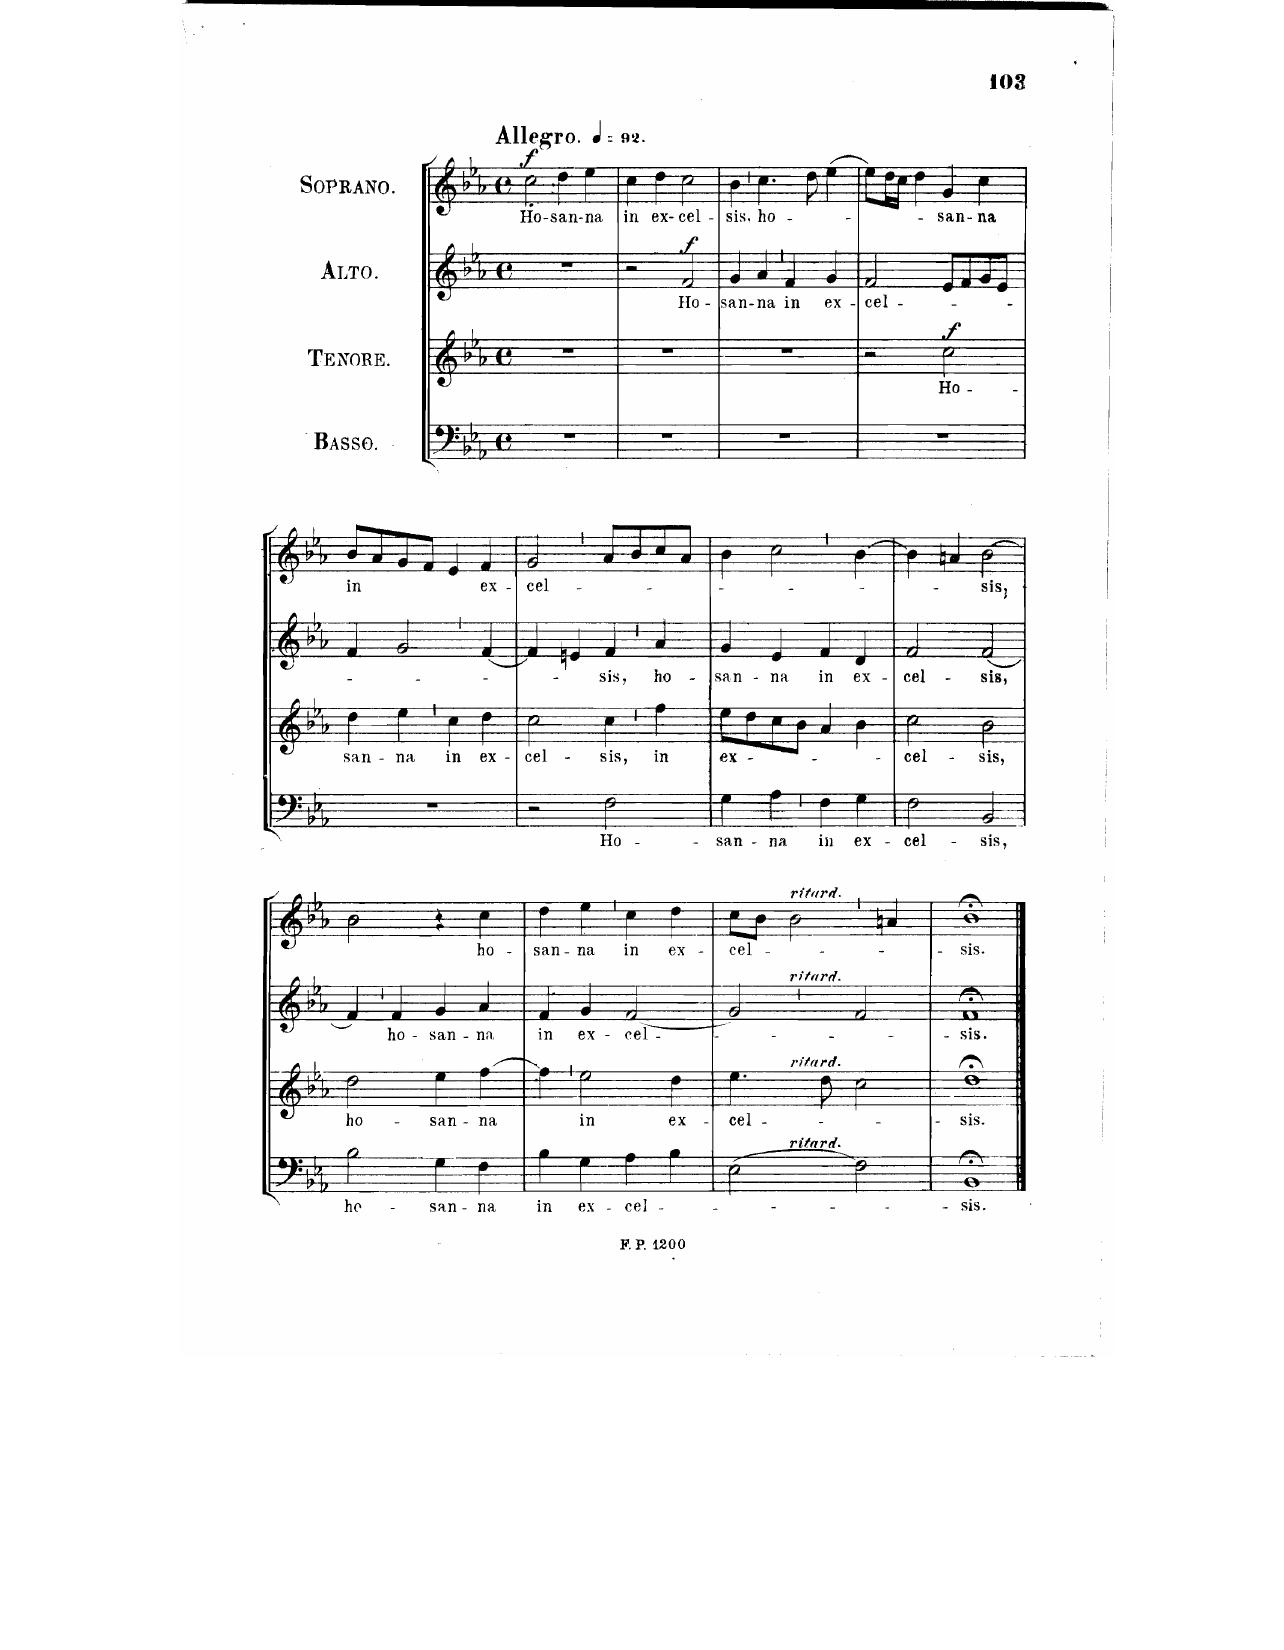 103
Allegro. ♩ = 92.
f
SOPRANO.
Ho-san-na in ex-cel - sis. ho - - - - san-na
f
ALTO.
Ho - san-na in ex - cel - - - -
f
TENORE.
Ho - -
BASSO.
in ex - cel - - - - - - - sis,
- - - - sis, ho - san - na in ex - cel - sis,
san - na in ex - cel - sis, in ex - - - - cel - sis,
Ho - - san - na in ex - cel - sis,
ritard.
ho - san - na in ex - cel - - - - sis.
ritard.
ho - san - na in ex - cel - - - - - sis.
ritard.
ho - san - na in ex - cel - - - - sis.
ritard.
ho - san - na in ex - cel - - - - - sis.
F. P. 1200